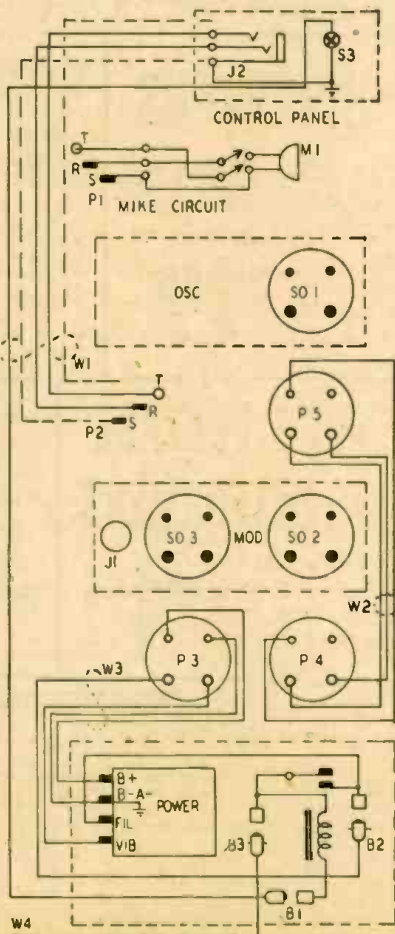 S3
J2
CONTROL PANEL
T
M1
R
S
P1 MIKE CIRCUIT
OSC SO 1
W1
T
P 5
R
P2 S
SO 3 MOD SO 2
J1
W2
P 3 P 4
W3
B+
B-A-
POWER
FIL
VIB
B3 B2
B1
W4